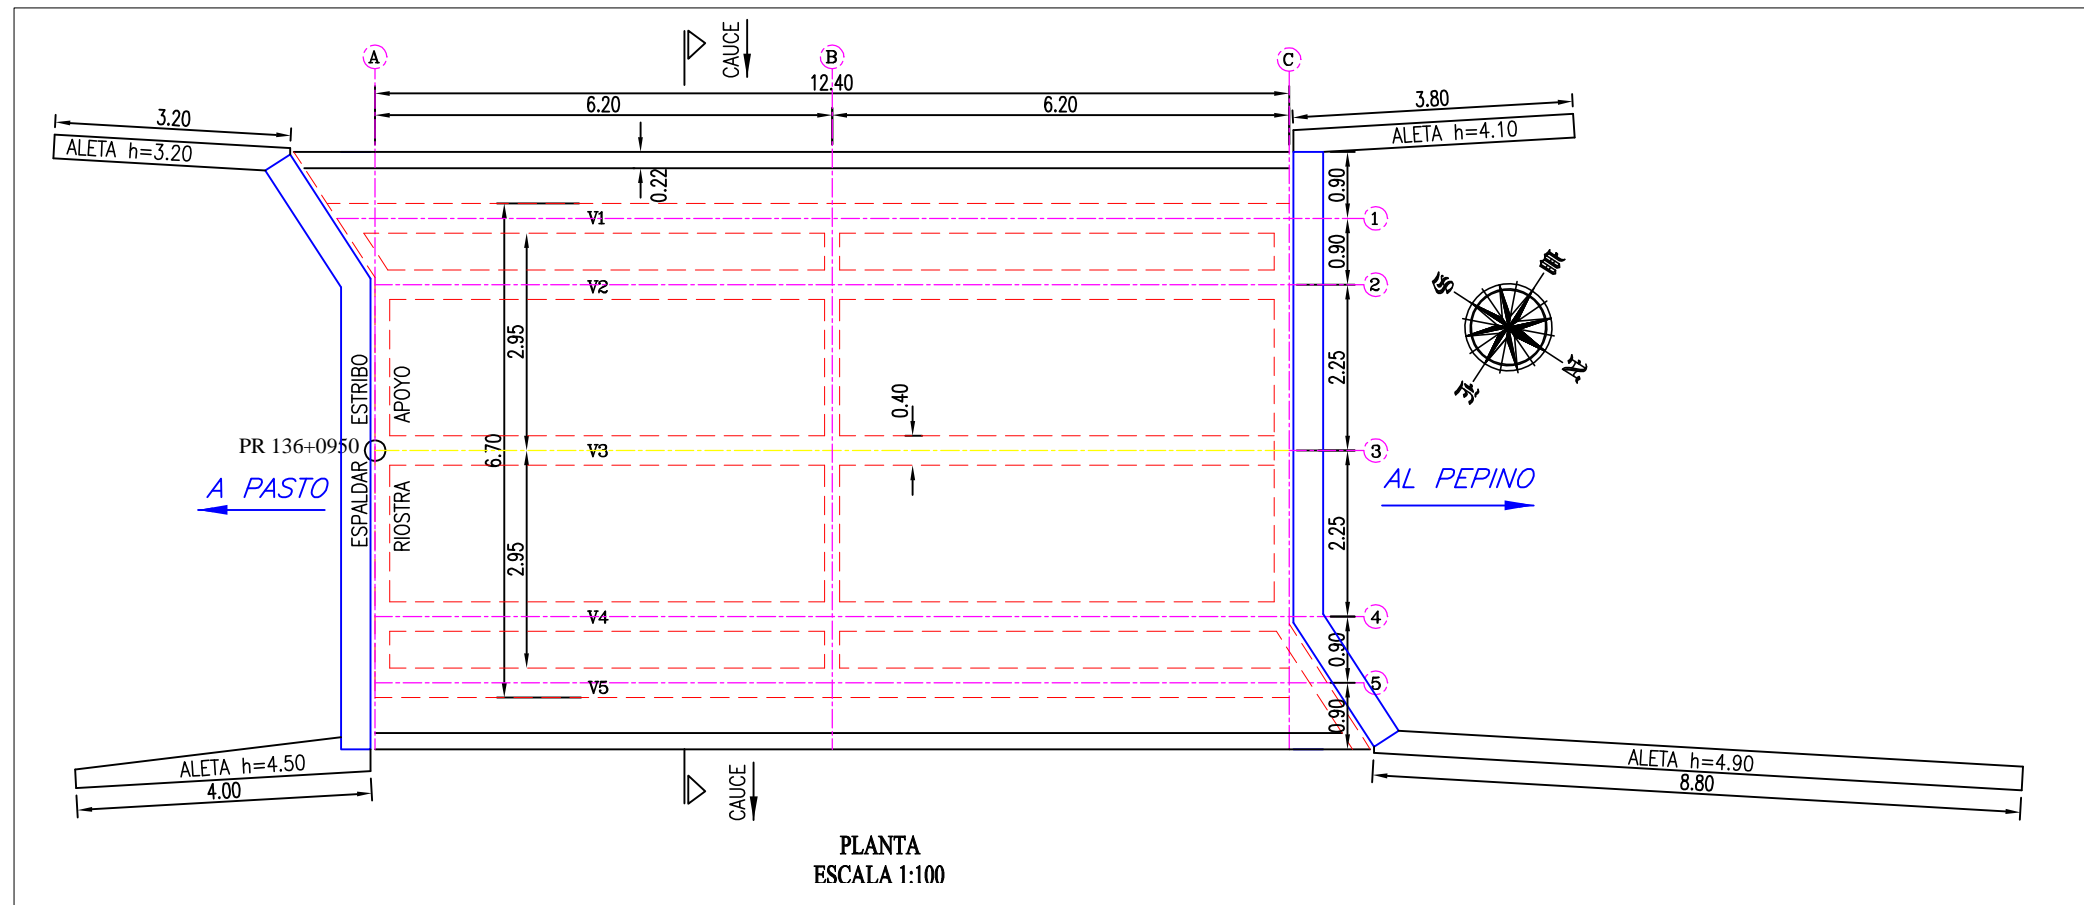 A
B
C
CAUCE
12.40
6.20
6.20
3.20
3.80
ALETA h=3.20
ALETA h=4.10
0.22
0.90
V1
1
0.90
V2
2
2.95
ESTRIBO
APOYO
2.25
0.40
PR 136+0950
6.70
V3
3
A PASTO
AL PEPINO
ESPALDAR
RIOSTRA
2.95
2.25
V4
4
0.90
V5
5
0.90
ALETA h=4.50
4.00
CAUCE
ALETA h=4.90
8.80
PLANTA
ESCALA 1:100
N